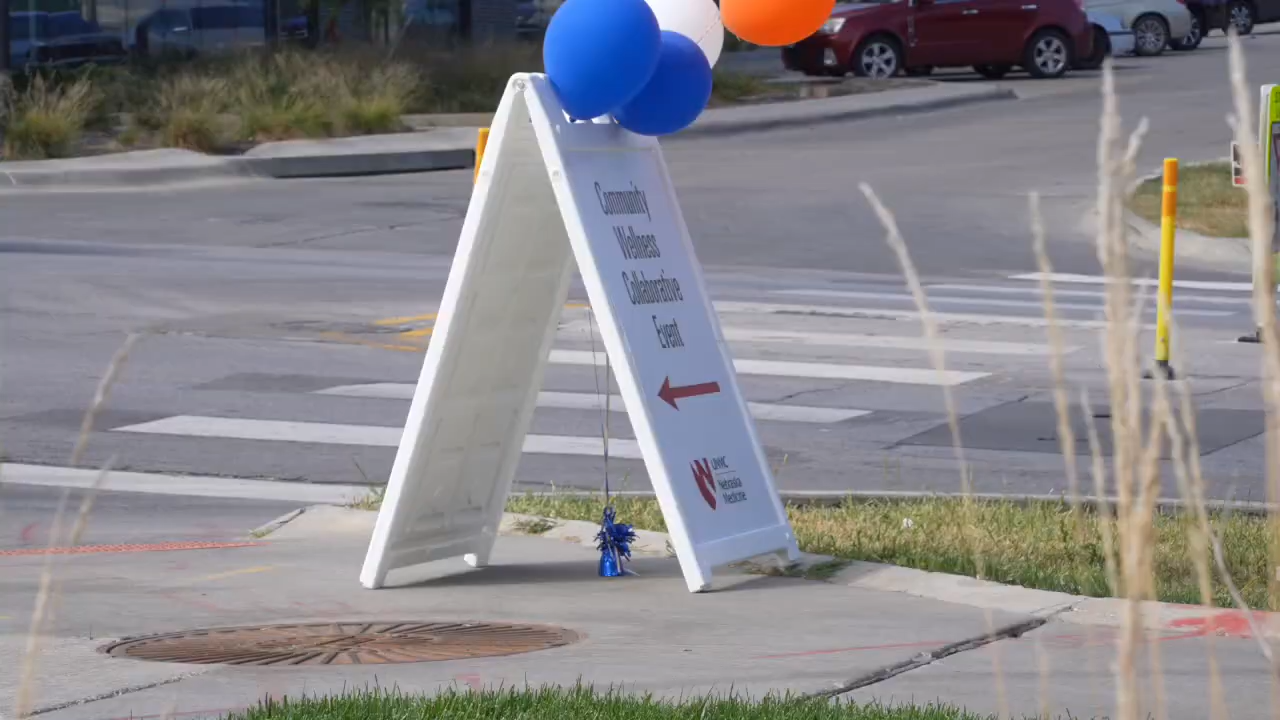 Community
Wellness
Collaborative
Event
UNMC
Nebraska
Medicine